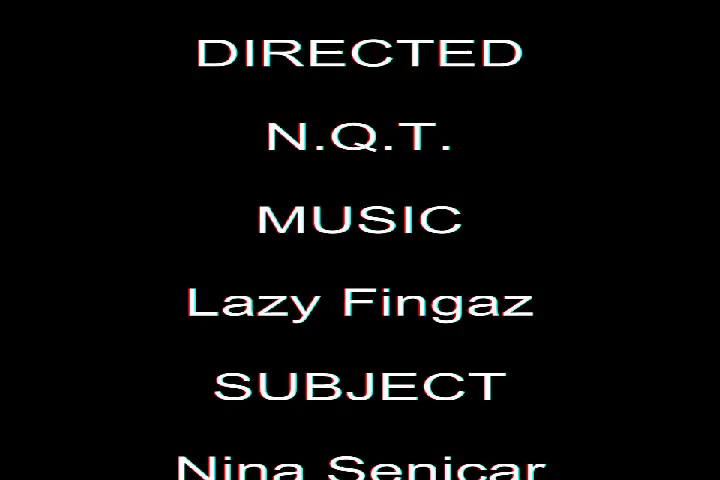 DIRECTED
N.Q.T.
MUSIC
Lazy Fingaz
SUBJECT
Nina Senicar